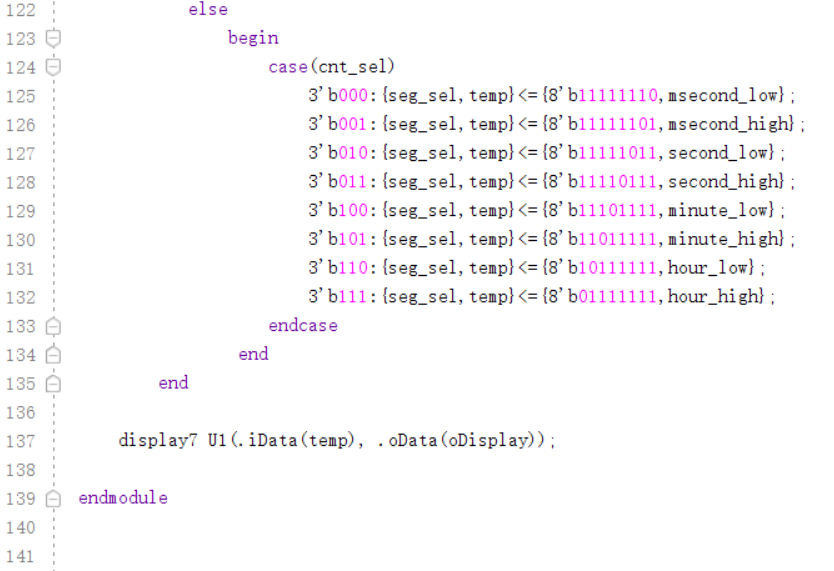 122 else
123 begin
124 case(cnt_sel)
125 3'b000:{seg_sel,temp}<={8'b11111110,msecond_low};
126 3'b001:{seg_sel,temp}<={8'b11111101,msecond_high};
127 3'b010:{seg_sel,temp}<={8'b11111011,second_low};
128 3'b011:{seg_sel,temp}<={8'b11110111,second_high};
129 3'b100:{seg_sel,temp}<={8'b11101111,minute_low};
130 3'b101:{seg_sel,temp}<={8'b11011111,minute_high};
131 3'b110:{seg_sel,temp}<={8'b10111111,hour_low};
132 3'b111:{seg_sel,temp}<={8'b01111111,hour_high};
133 endcase
134 end
135 end
136
137 display7 U1(.iData(temp), .oData(oDisplay));
138
139 endmodule
140
141